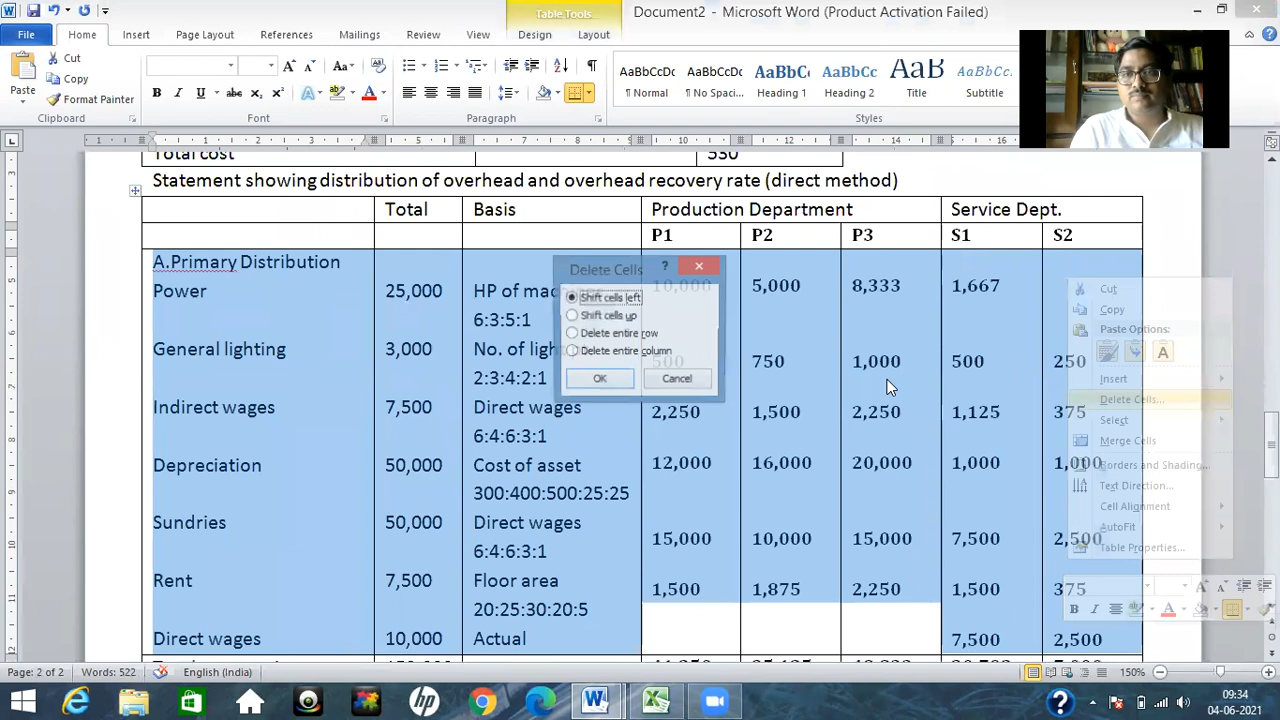 Table Tools
Document2 - Microsoft Word (Product Activation Failed)
File Home Insert Page Layout References Mailings Review View Design Layout
Paste
Cut
Copy
Format Painter
Clipboard Font Paragraph Styles
AaBbCcDc AaBbCcDc AaBbC AaBbCc AaB AaBbCc
¶ Normal ¶ No Spaci... Heading 1 Heading 2 Title Subtitle
Total cost 530
Statement showing distribution of overhead and overhead recovery rate (direct method)
Total Basis Production Department Service Dept.
P1 P2 P3 S1 S2
A.Primary Distribution
Power 25,000 HP of mac 10,000 5,000 8,333 1,667
6:3:5:1
General lighting 3,000 No. of ligh 500 750 1,000 500 250
2:3:4:2:1
Indirect wages 7,500 Direct wages 2,250 1,500 2,250 1,125 375
6:4:6:3:1
Depreciation 50,000 Cost of asset 12,000 16,000 20,000 1,000 1,000
300:400:500:25:25
Sundries 50,000 Direct wages 15,000 10,000 15,000 7,500 2,500
6:4:6:3:1
Rent 7,500 Floor area 1,500 1,875 2,250 1,500 375
20:25:30:20:5
Direct wages 10,000 Actual 7,500 2,500
Delete Cells
Shift cells left
Shift cells up
Delete entire row
Delete entire column
OK Cancel
Cut
Copy
Paste Options:
Insert
Delete Cells...
Select
Merge Cells
Borders and Shading...
Text Direction...
Cell Alignment
AutoFit
Table Properties...
Page: 2 of 2 Words: 522 English (India) 150%
09:34
04-06-2021